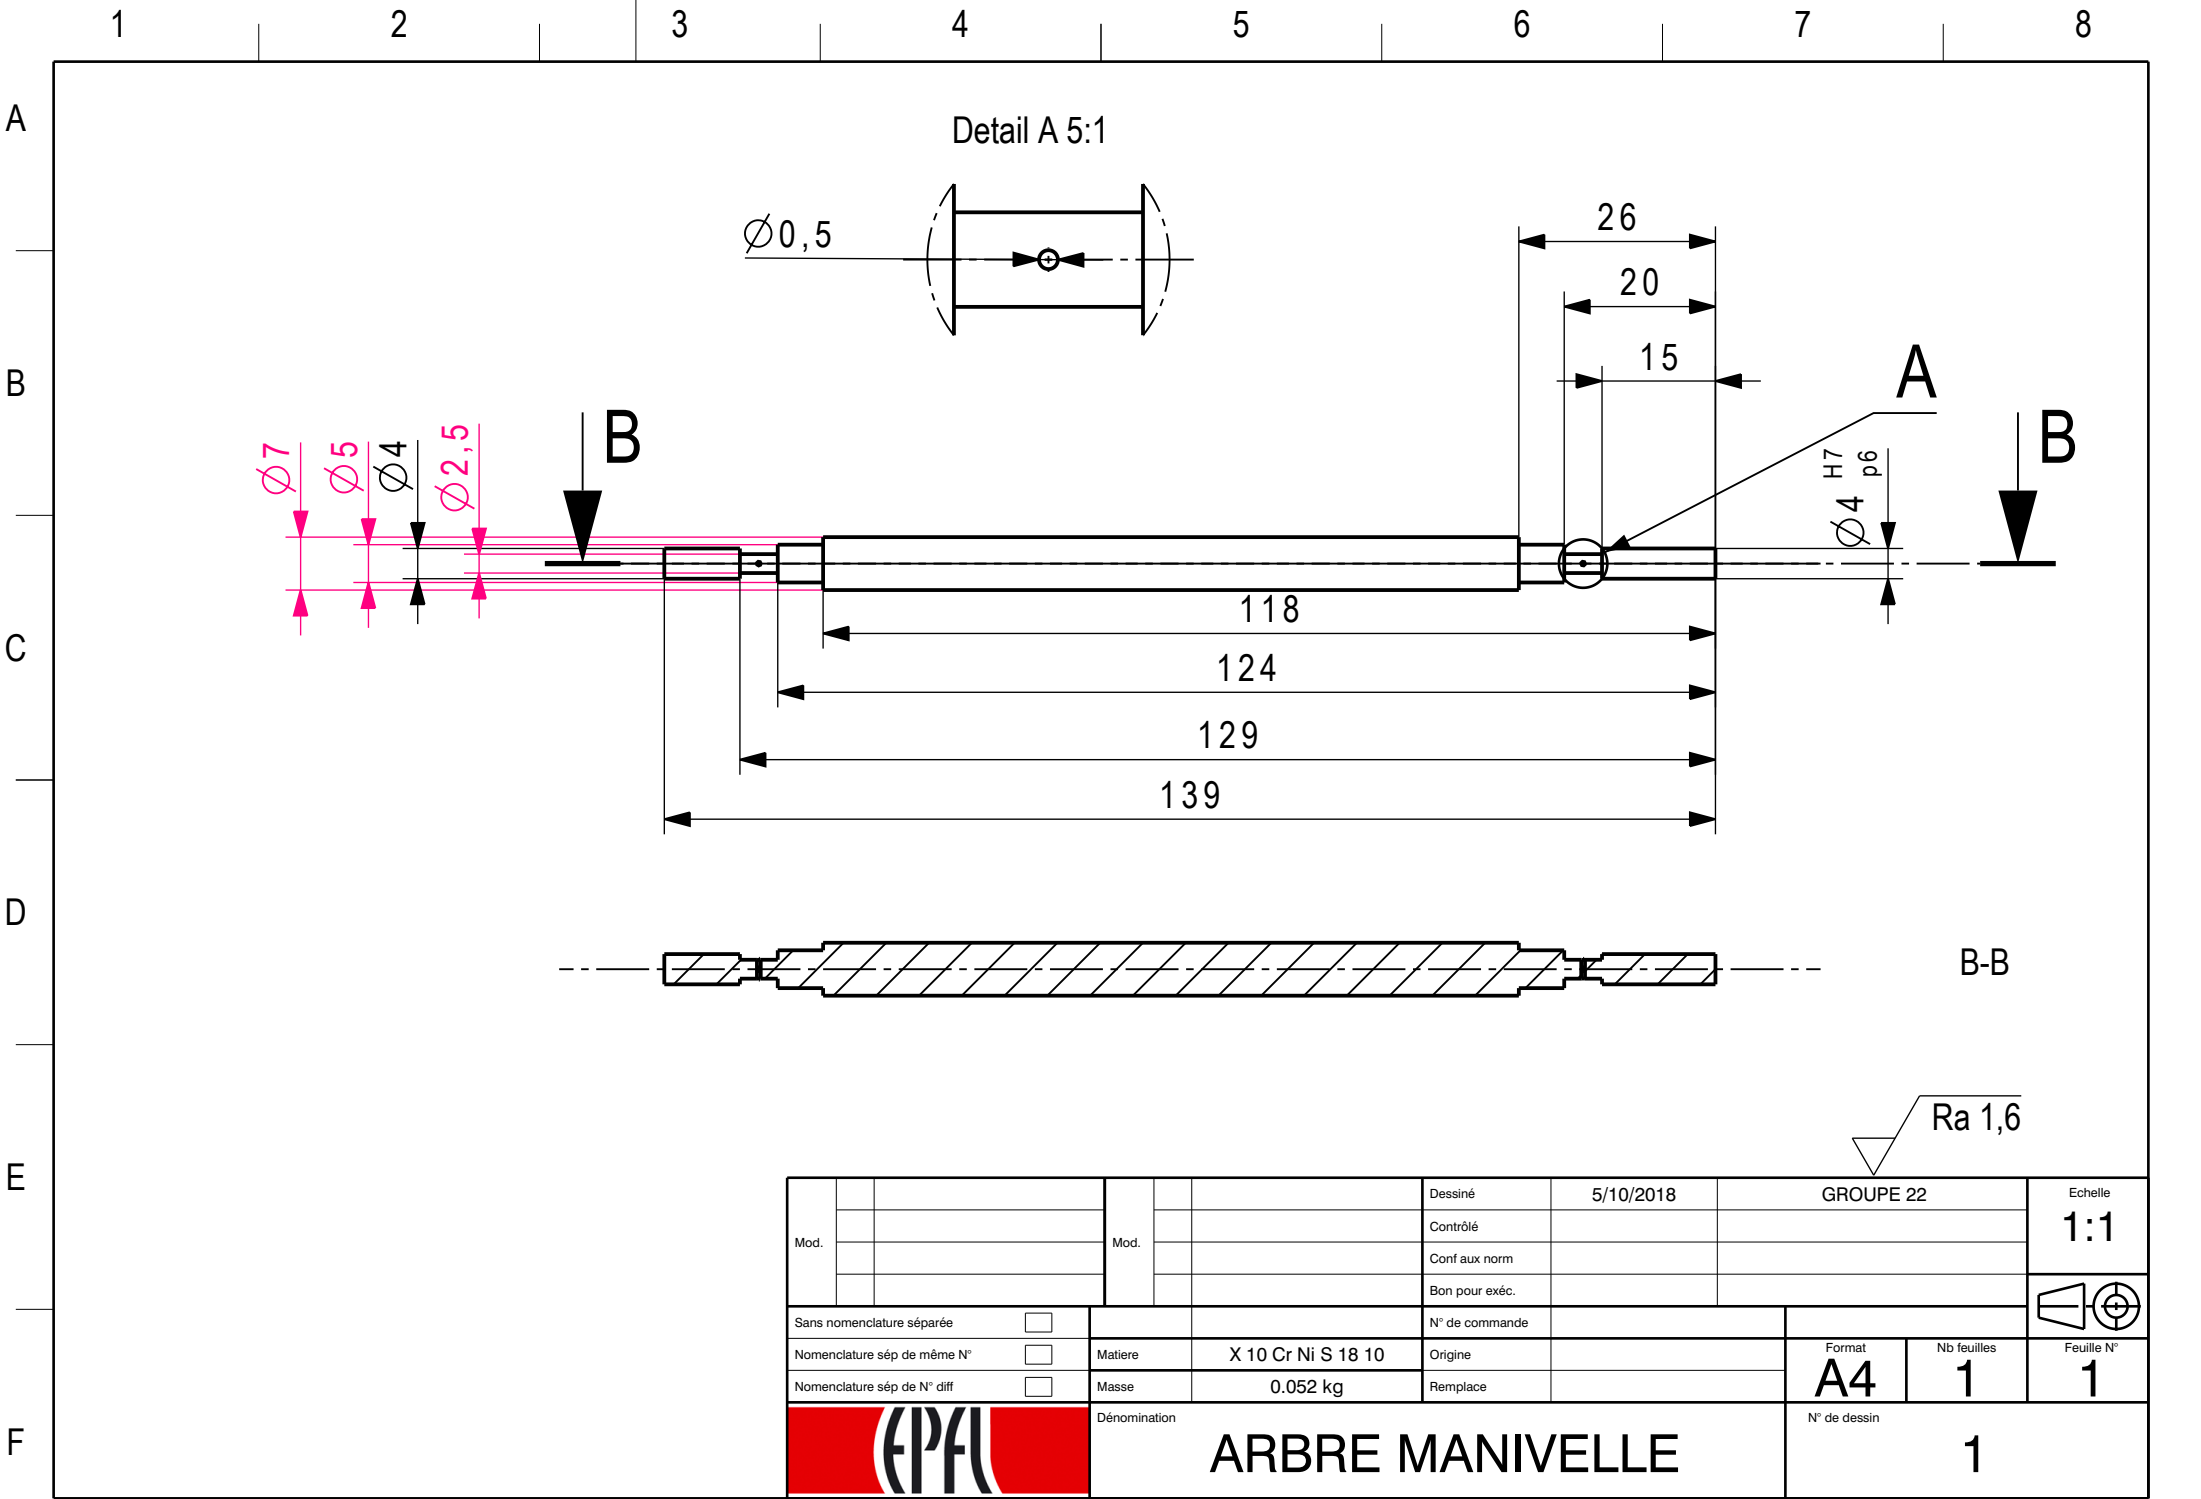 1 2 3 4 5 6 7 8
A
B
C
D
E
F
Detail A 5:1
∅0,5
26
20
15
A
B
B
∅7
∅5
∅4
∅2,5
∅4 H7 p6
118
124
129
139
B-B
Ra 1,6
Mod.
Mod.
Dessiné 5/10/2018 GROUPE 22
Contrôlé
Conf aux norm
Bon pour exéc.
Echelle
1:1
Sans nomenclature séparée
N° de commande
Nomenclature sép de même N°
Matiere X 10 Cr Ni S 18 10
Origine
Nomenclature sép de N° diff
Masse 0.052 kg
Remplace
Format
A4
Nb feuilles
1
Feuille N°
1
EPFL
Dénomination
ARBRE MANIVELLE
N° de dessin
1